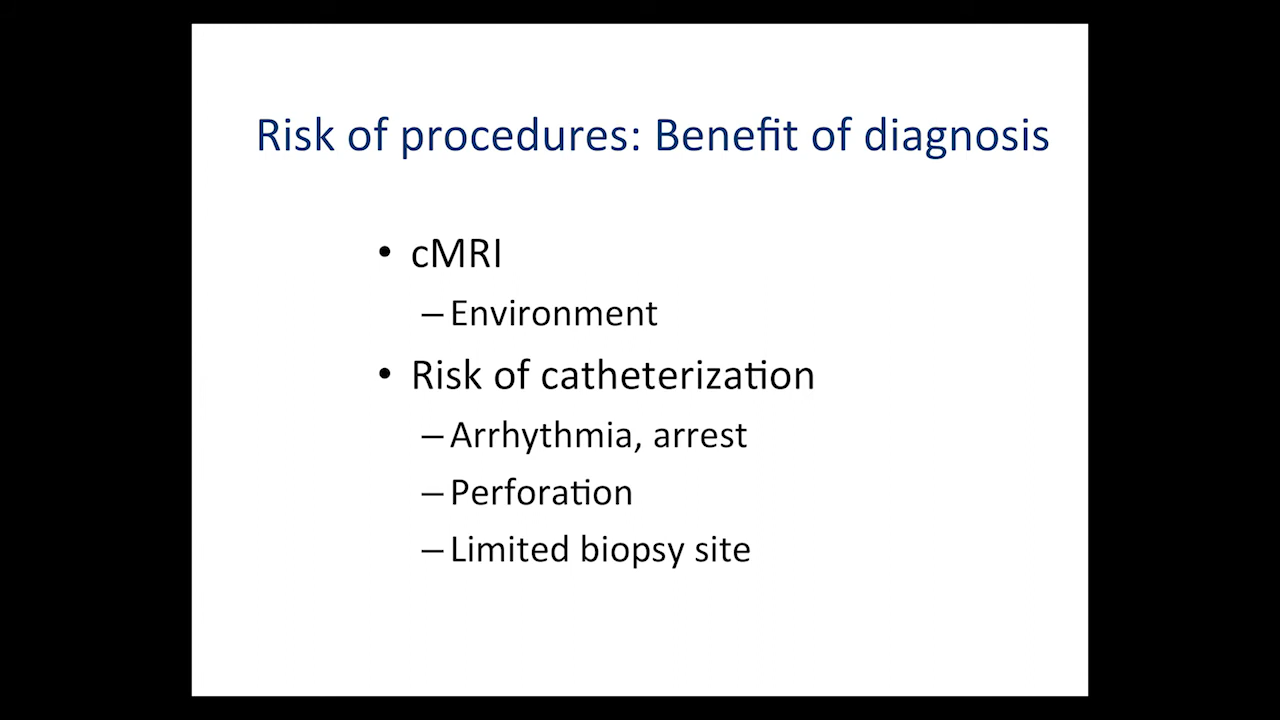 Risk of procedures: Benefit of diagnosis
• cMRI
– Environment
• Risk of catheterization
– Arrhythmia, arrest
– Perforation
– Limited biopsy site